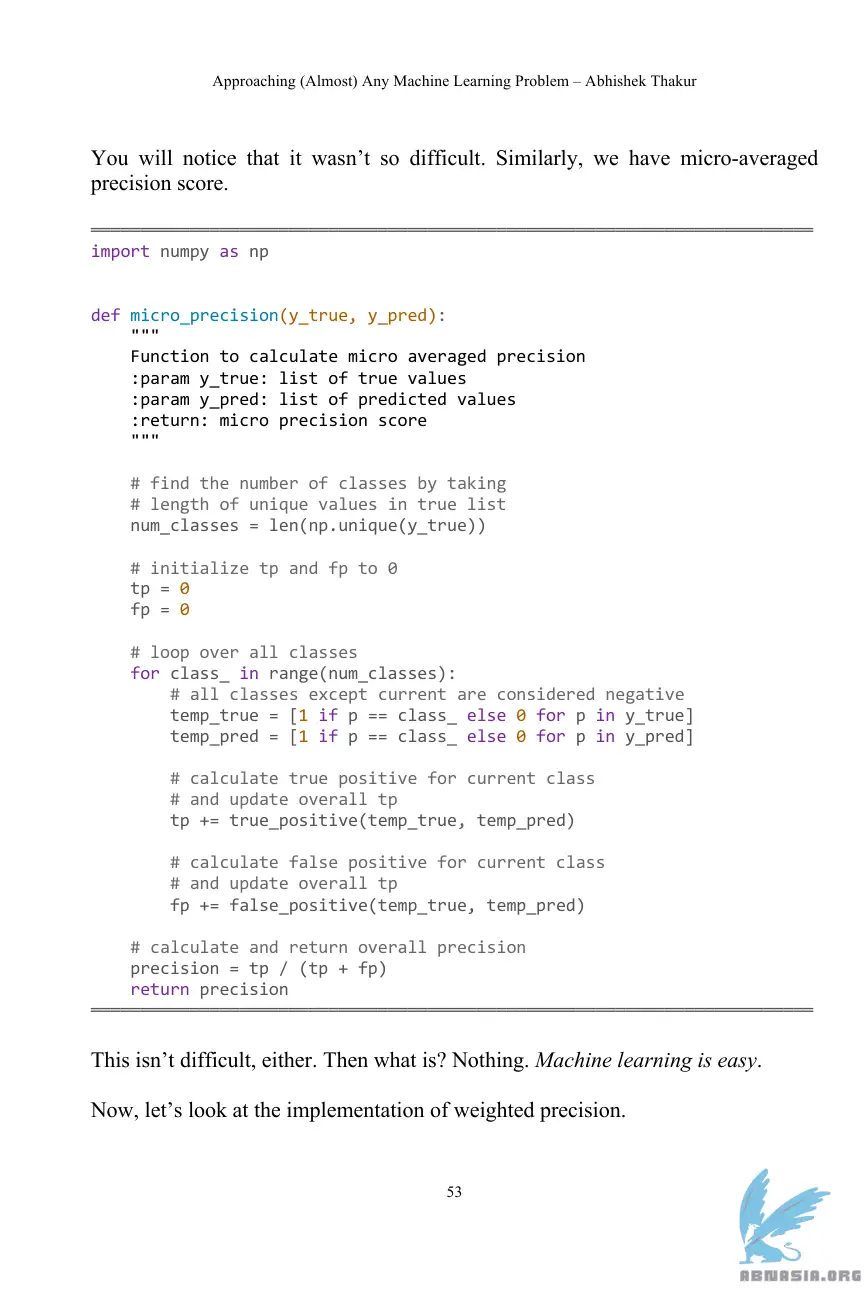 Approaching (Almost) Any Machine Learning Problem – Abhishek Thakur
You will notice that it wasn’t so difficult. Similarly, we have micro-averaged
precision score.
import numpy as np
def micro_precision(y_true, y_pred):
    """
    Function to calculate micro averaged precision
    :param y_true: list of true values
    :param y_pred: list of predicted values
    :return: micro precision score
    """
    # find the number of classes by taking
    # length of unique values in true list
    num_classes = len(np.unique(y_true))
    # initialize tp and fp to 0
    tp = 0
    fp = 0
    # loop over all classes
    for class_ in range(num_classes):
        # all classes except current are considered negative
        temp_true = [1 if p == class_ else 0 for p in y_true]
        temp_pred = [1 if p == class_ else 0 for p in y_pred]
        # calculate true positive for current class
        # and update overall tp
        tp += true_positive(temp_true, temp_pred)
        # calculate false positive for current class
        # and update overall tp
        fp += false_positive(temp_true, temp_pred)
    # calculate and return overall precision
    precision = tp / (tp + fp)
    return precision
This isn’t difficult, either. Then what is? Nothing. Machine learning is easy.
Now, let’s look at the implementation of weighted precision.
53
ABNASIA.ORG